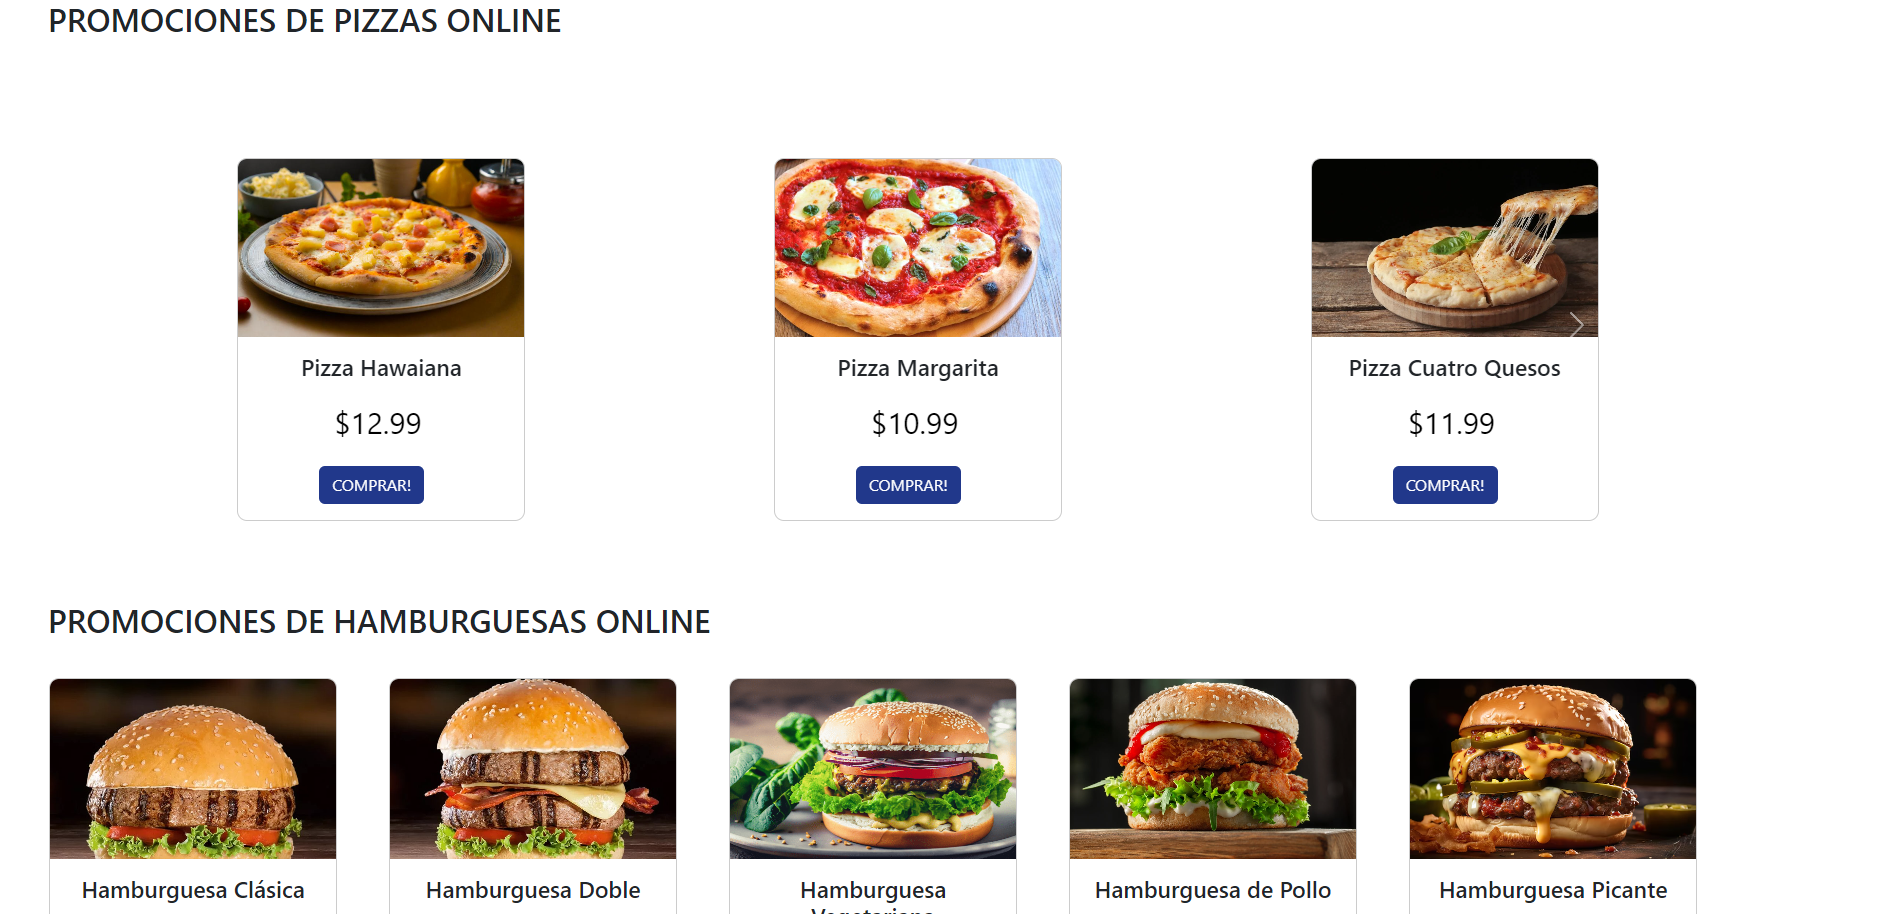 PROMOCIONES DE PIZZAS ONLINE
Pizza Hawaiana
Pizza Margarita
Pizza Cuatro Quesos
$12.99
$10.99
$11.99
COMPRAR!
COMPRAR!
COMPRAR!
PROMOCIONES DE HAMBURGUESAS ONLINE
Hamburguesa Clásica
Hamburguesa Doble
Hamburguesa
Hamburguesa de Pollo
Hamburguesa Picante